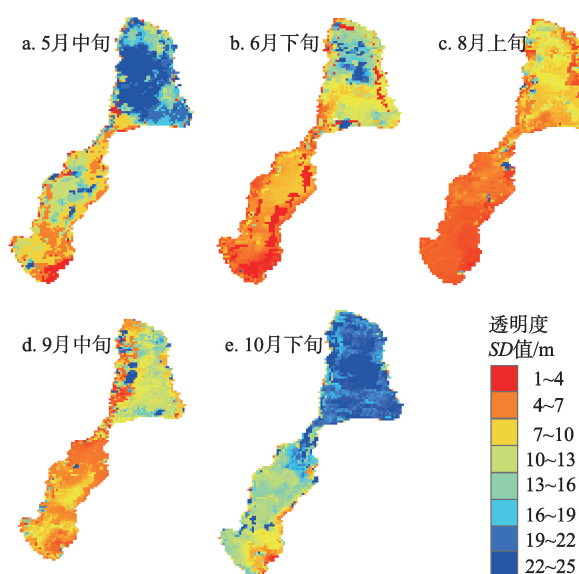 a. 5月中旬
b. 6月下旬
c. 8月上旬
d. 9月中旬
e. 10月下旬
透明度
SD值/m
1~4
4~7
7~10
10~13
13~16
16~19
19~22
22~25